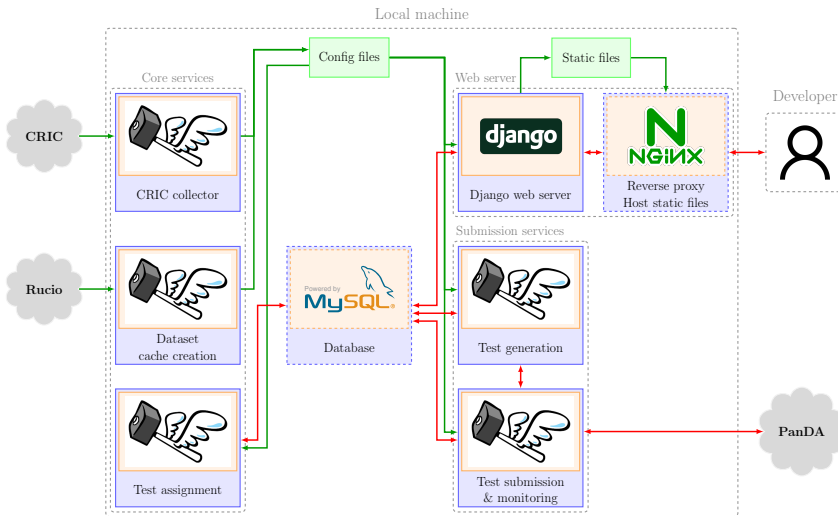 Local machine
Config files
Static files
Core services
Web server
Developer
CRIC
django
NGiNX
CRIC collector
Django web server
Reverse proxy
Host static files
Submission services
Rucio
Powered by
MySQL®
Dataset
cache creation
Database
Test generation
PanDA
Test assignment
Test submission
& monitoring